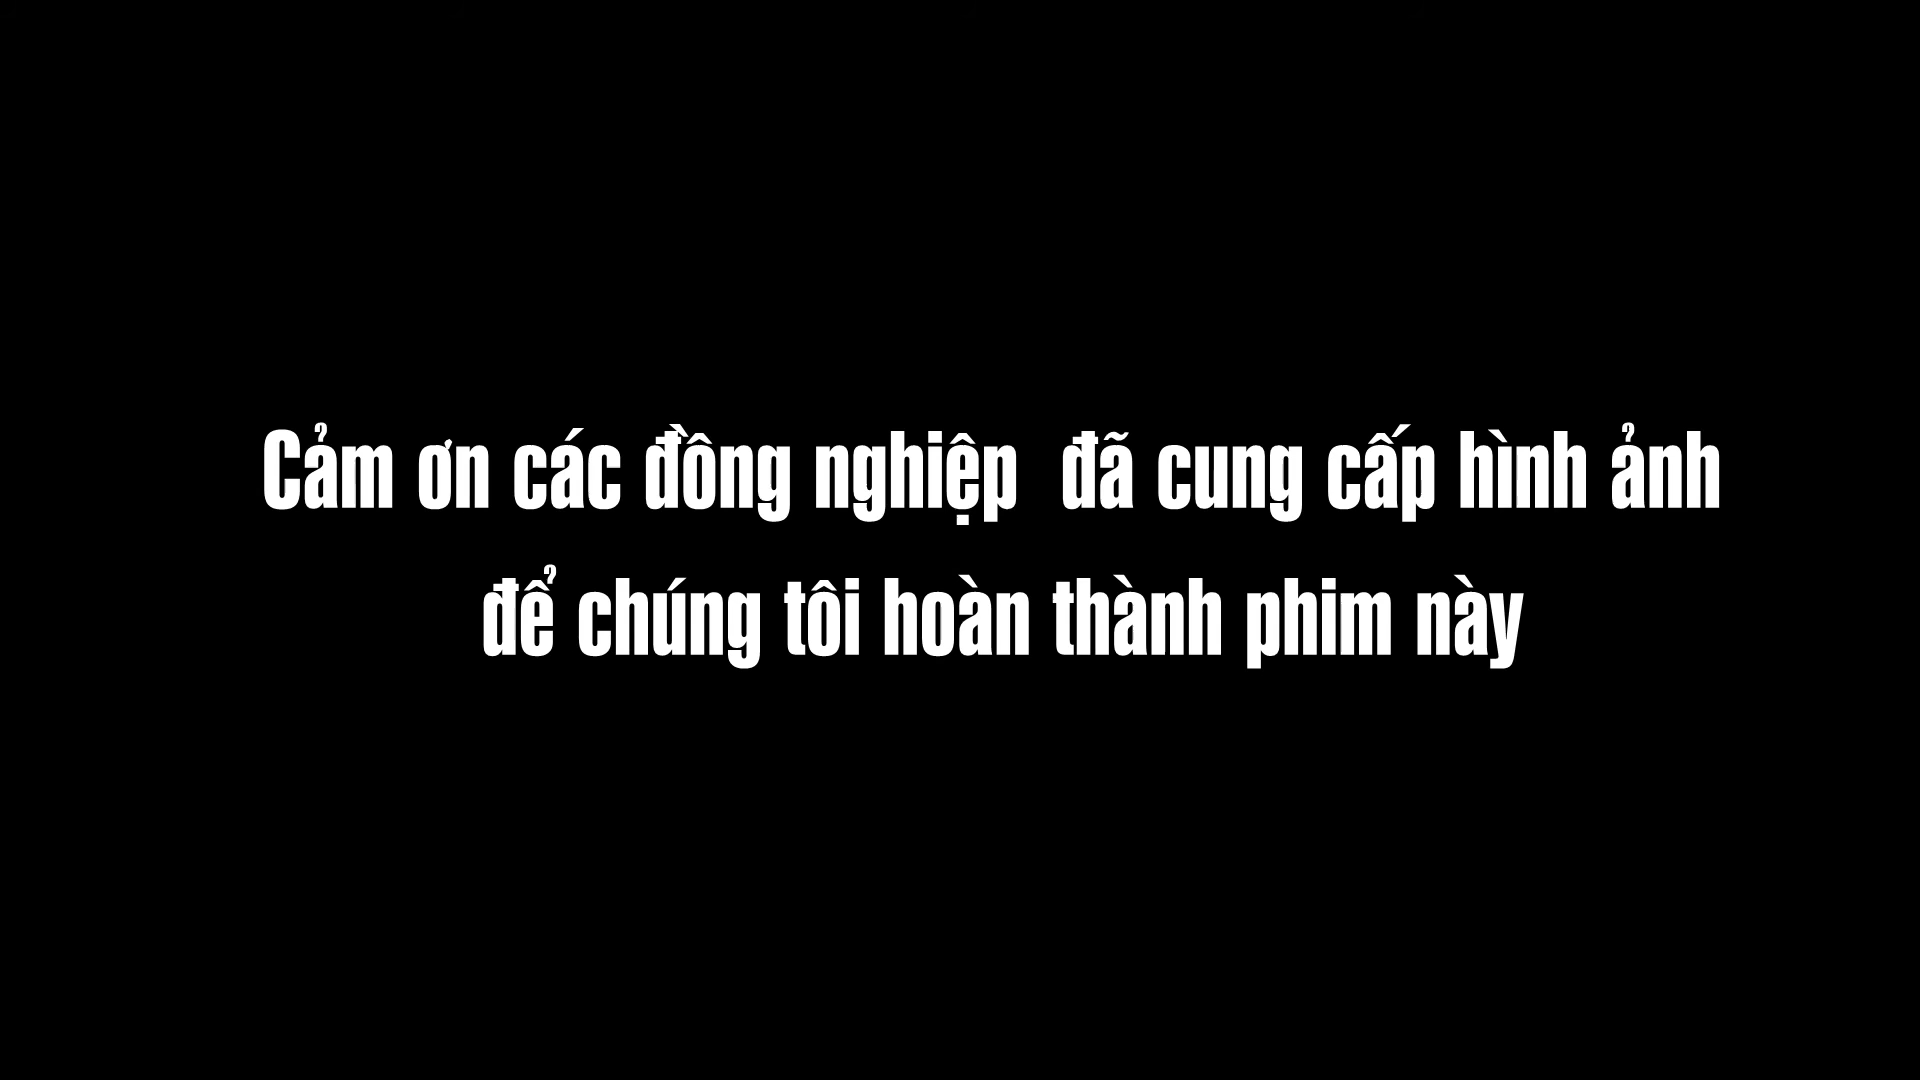 Cảm ơn các đồng nghiệp  đã cung cấp hình ảnh
để chúng tôi hoàn thành phim này